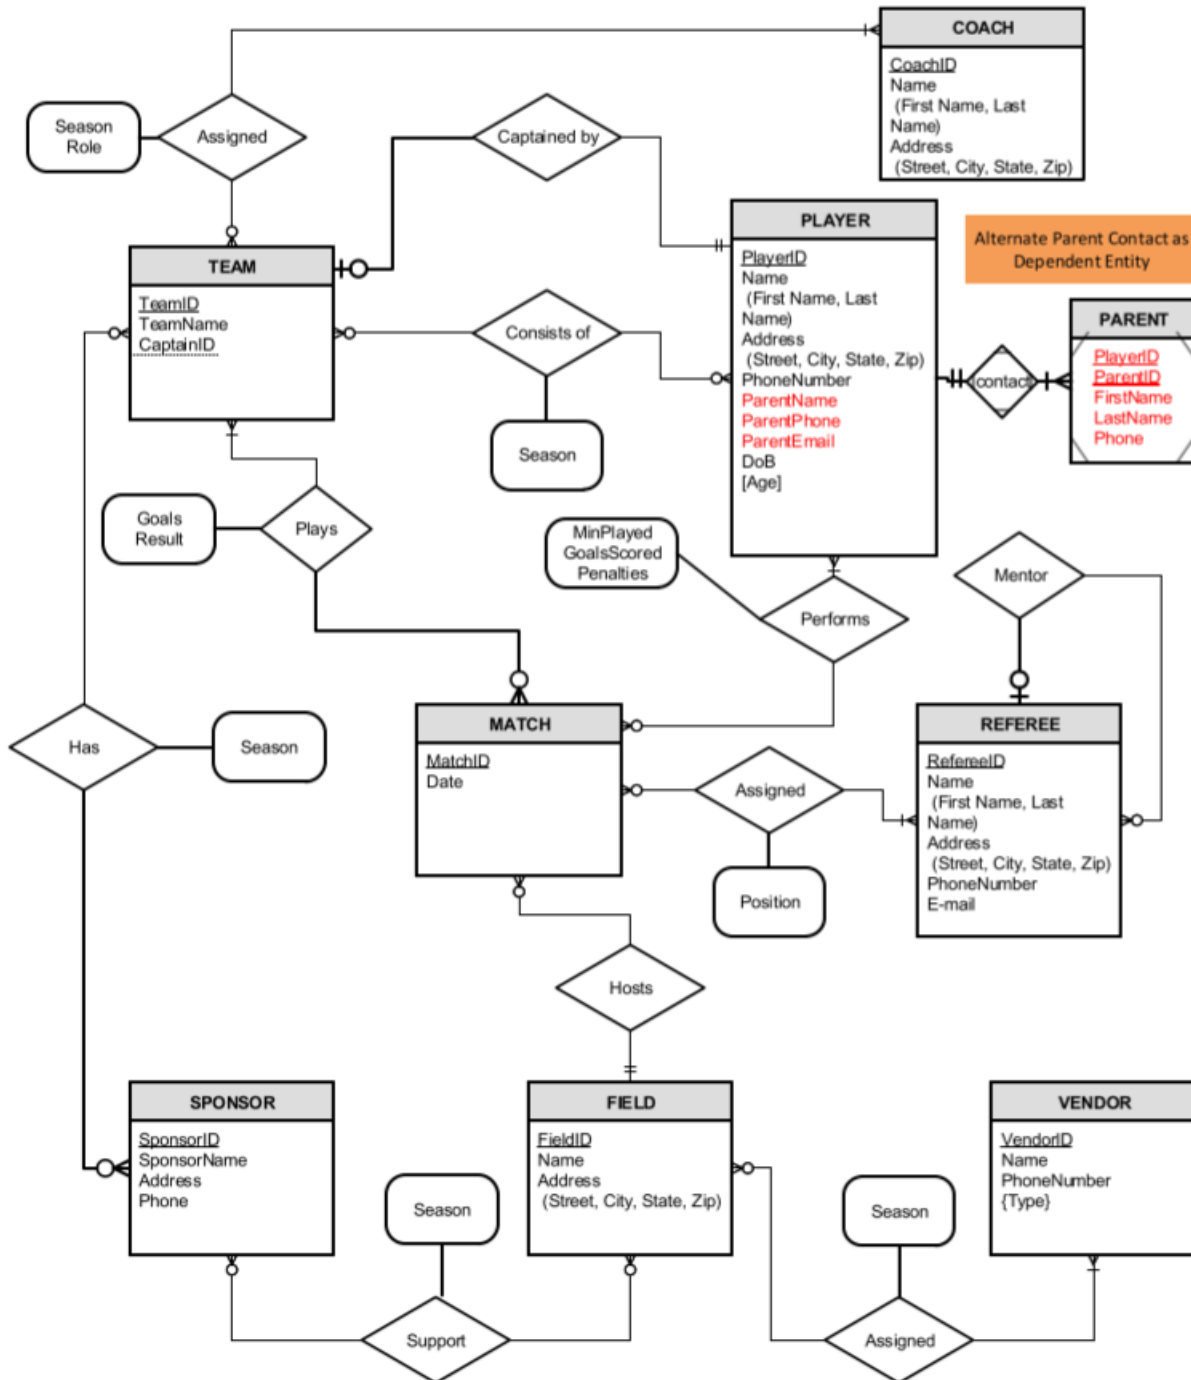 COACH
CoachID
Name
(First Name, Last
Name)
Address
(Street, City, State, Zip)
Season
Role
Assigned
Captained by
TEAM
TeamID
TeamName
CaptainID
PLAYER
PlayerID
Name
(First Name, Last
Name)
Address
(Street, City, State, Zip)
PhoneNumber
ParentName
ParentPhone
ParentEmail
DoB
[Age]
Alternate Parent Contact as
Dependent Entity
PARENT
PlayerID
ParentID
FirstName
LastName
Phone
contact
Consists of
Season
Goals
Result
Plays
MinPlayed
GoalsScored
Penalties
Performs
Mentor
Has
Season
MATCH
MatchID
Date
Assigned
Position
REFEREE
RefereeID
Name
(First Name, Last
Name)
Address
(Street, City, State, Zip)
PhoneNumber
E-mail
Hosts
SPONSOR
SponsorID
SponsorName
Address
Phone
FIELD
FieldID
Name
Address
(Street, City, State, Zip)
VENDOR
VendorID
Name
PhoneNumber
{Type}
Season
Support
Season
Assigned